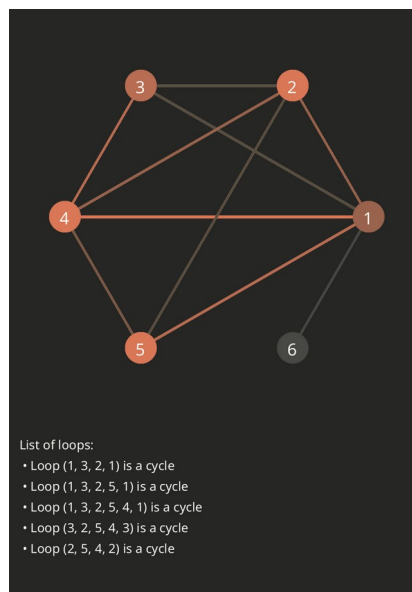 3
2
4
1
5
6
List of loops:
• Loop (1, 3, 2, 1) is a cycle
• Loop (1, 3, 2, 5, 1) is a cycle
• Loop (1, 3, 2, 5, 4, 1) is a cycle
• Loop (3, 2, 5, 4, 3) is a cycle
• Loop (2, 5, 4, 2) is a cycle